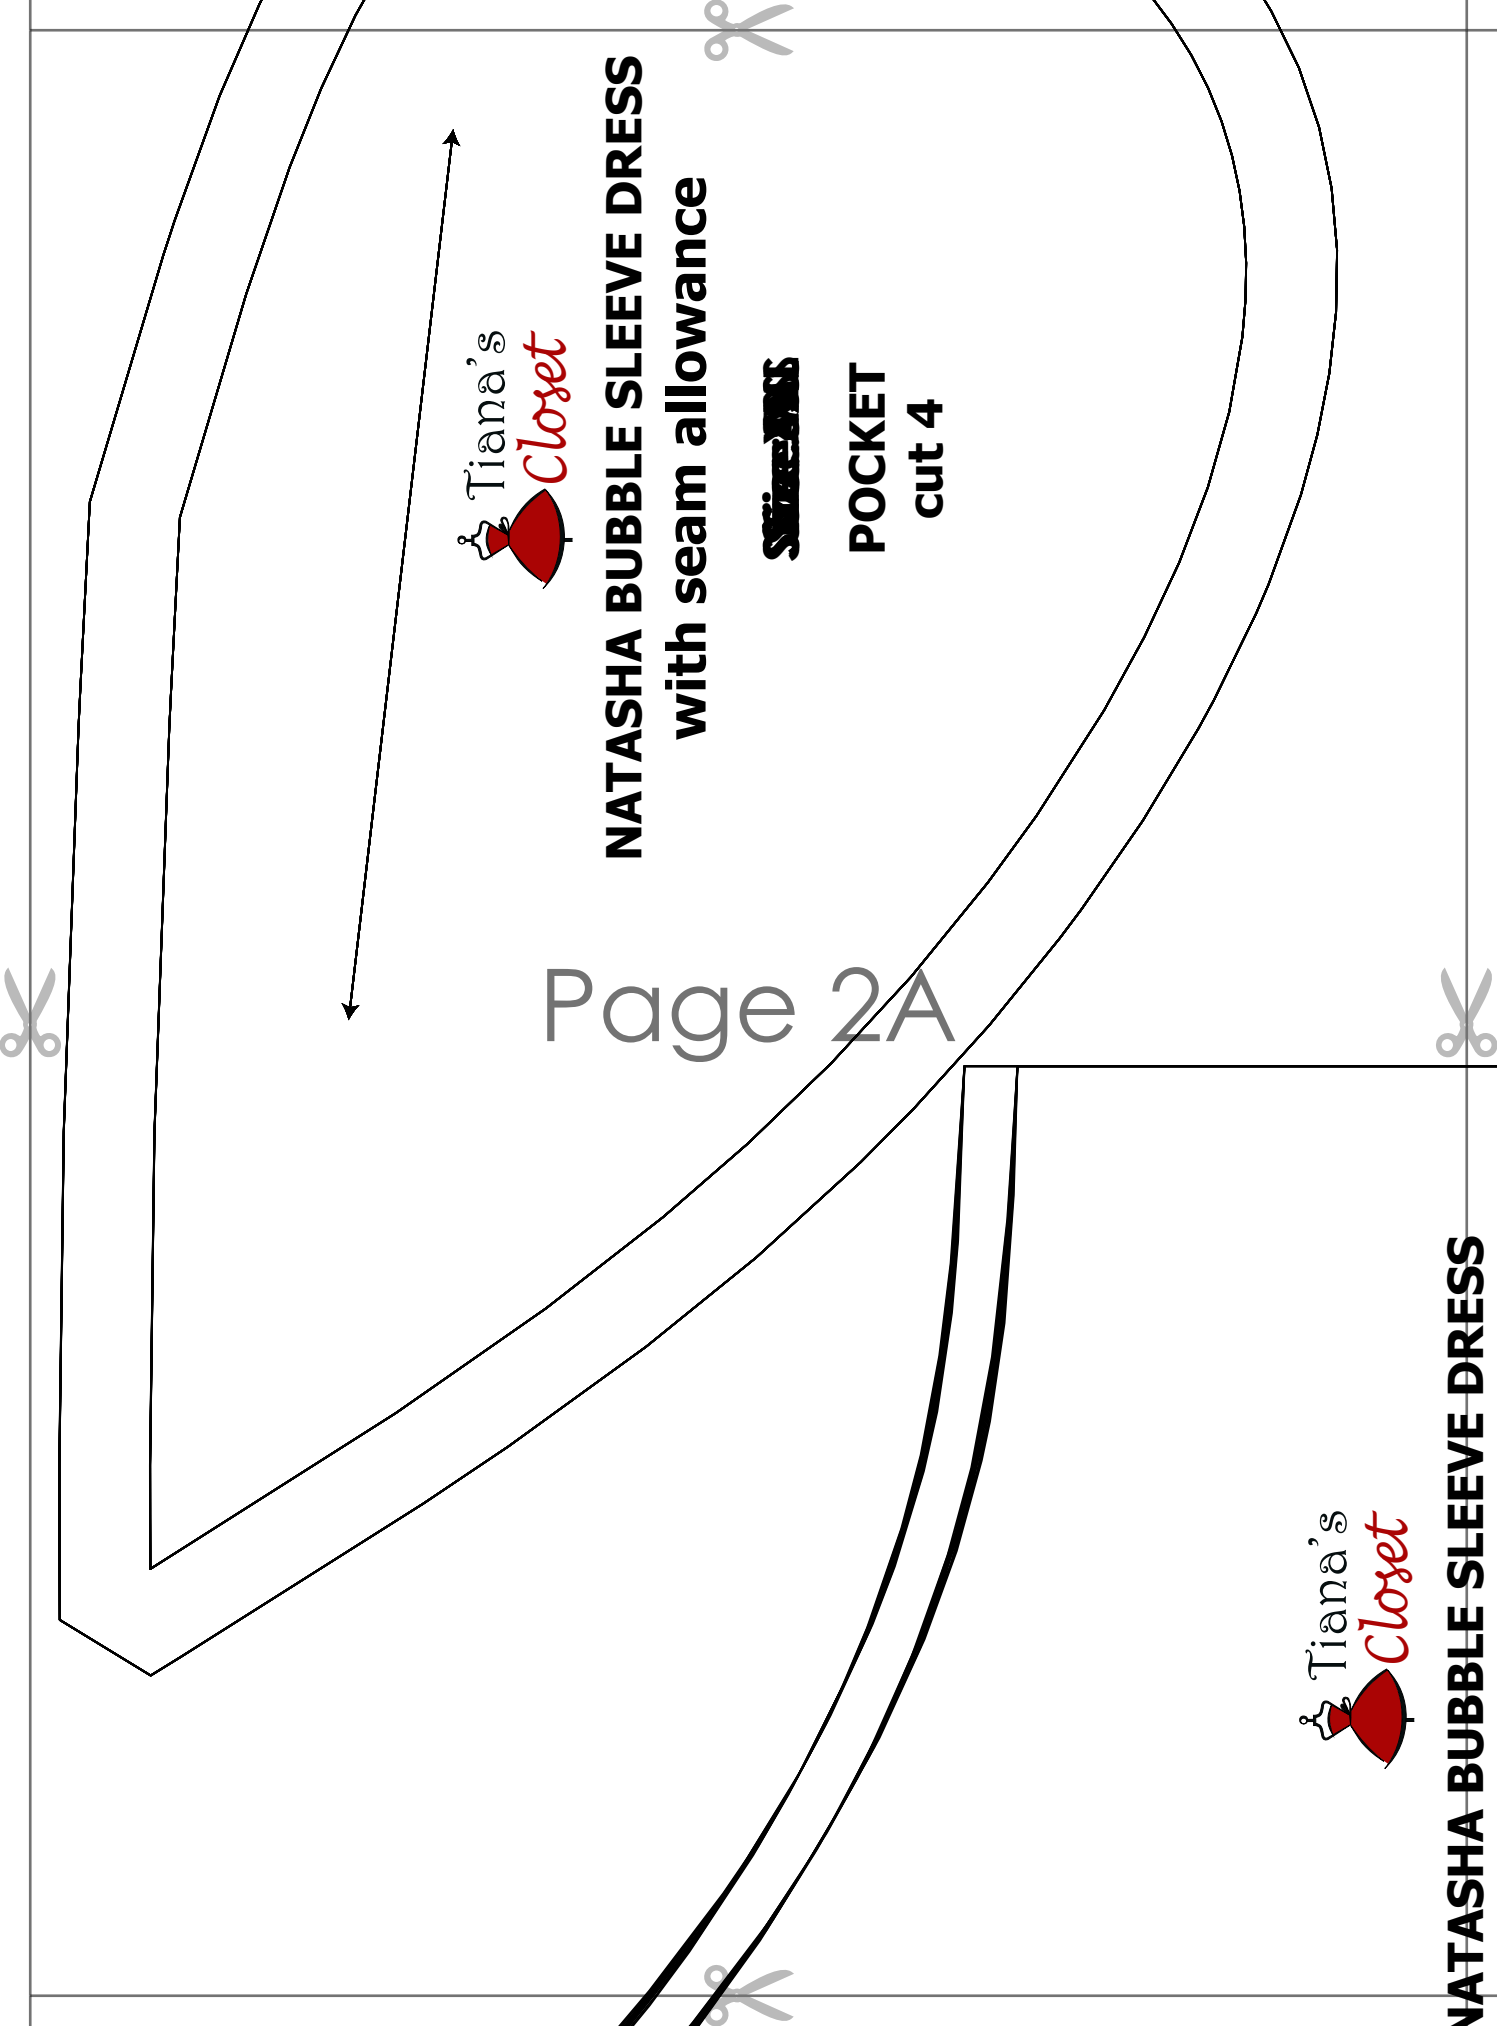 Tiana's
Closet
NATASHA BUBBLE SLEEVE DRESS
with seam allowance
POCKET
cut 4
Page 2A
Tiana's
Closet
NATASHA BUBBLE SLEEVE DRESS